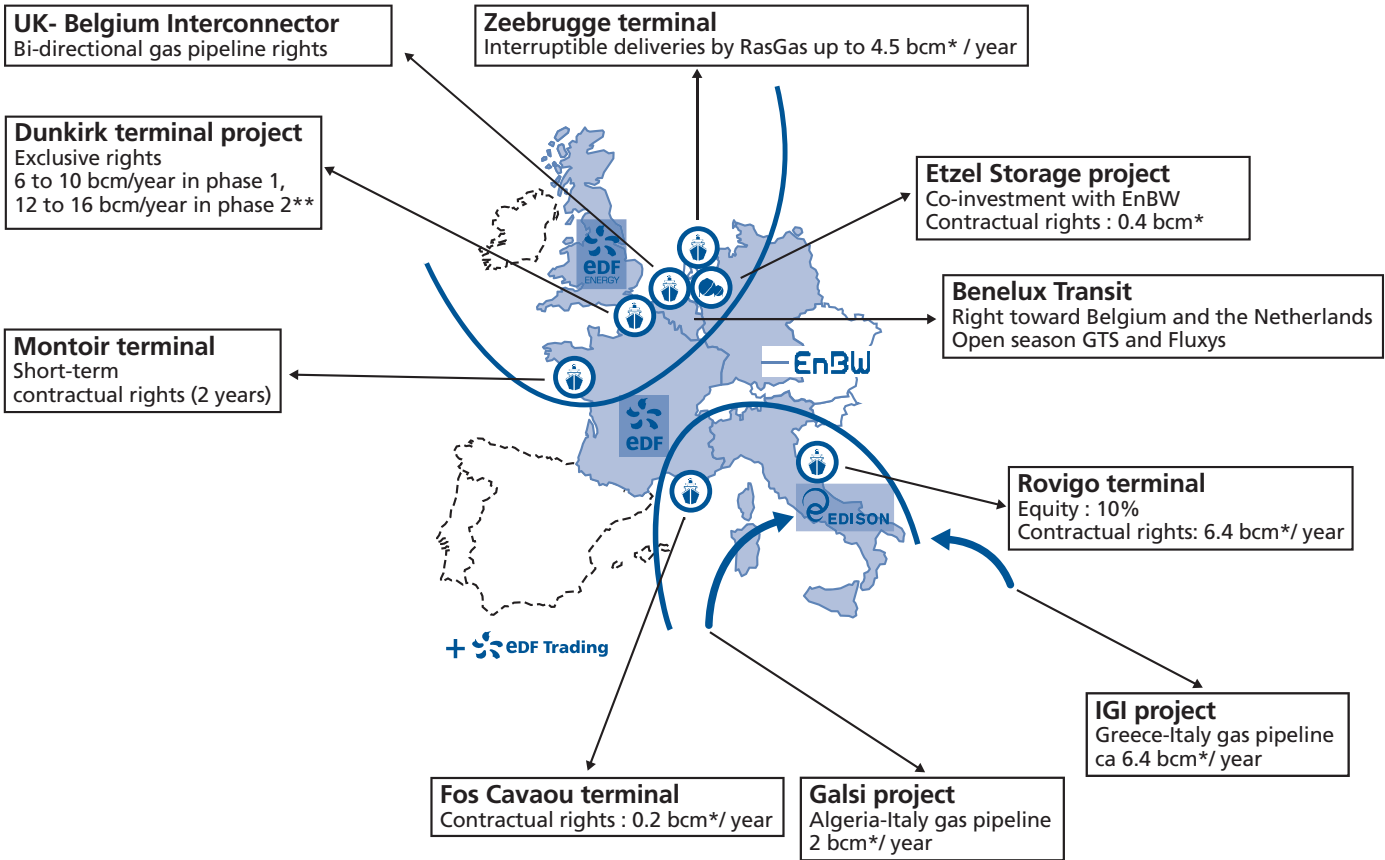 UK- Belgium Interconnector
Bi-directional gas pipeline rights
Zeebrugge terminal
Interruptible deliveries by RasGas up to 4.5 bcm* / year
Dunkirk terminal project
Exclusive rights
6 to 10 bcm/year in phase 1,
12 to 16 bcm/year in phase 2**
Etzel Storage project
Co-investment with EnBW
Contractual rights : 0.4 bcm*
eDF
ENERGY
Benelux Transit
Right toward Belgium and the Netherlands
Open season GTS and Fluxys
Montoir terminal
Short-term
contractual rights (2 years)
EnBW
eDF
Rovigo terminal
Equity : 10%
Contractual rights: 6.4 bcm*/ year
EDISON
+ eDF Trading
IGI project
Greece-Italy gas pipeline
ca 6.4 bcm*/ year
Fos Cavaou terminal
Contractual rights : 0.2 bcm*/ year
Galsi project
Algeria-Italy gas pipeline
2 bcm*/ year